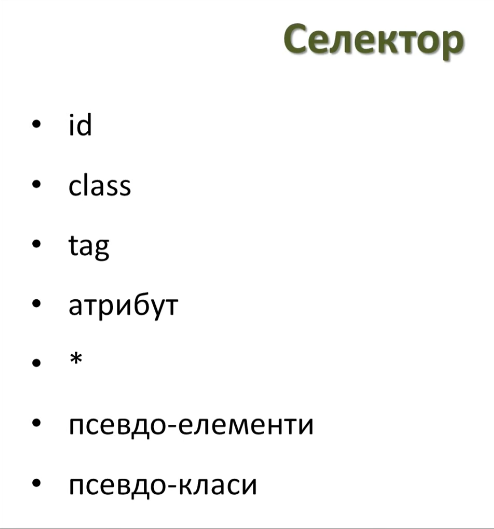 Селектор
• id
• class
• tag
• атрибут
• *
• псевдо-елементи
• псевдо-класи